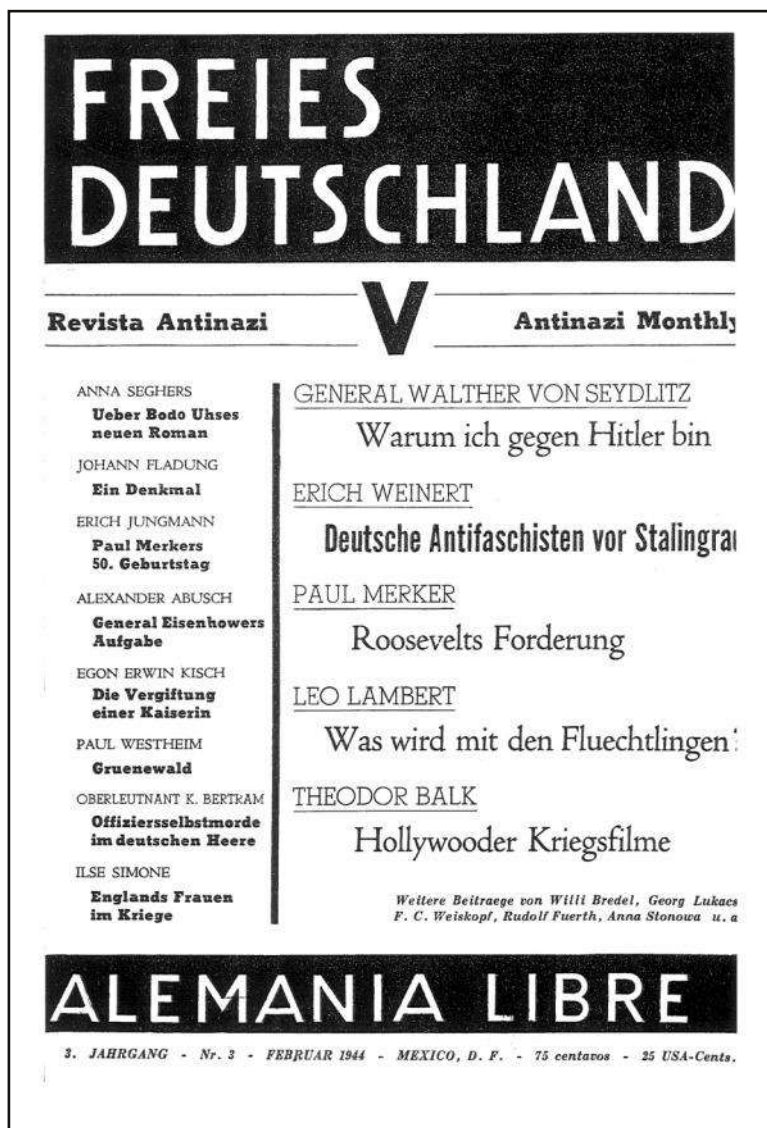 FREIES
DEUTSCHLAND
V
Revista Antinazi
Antinazi Monthly
ANNA SEGHERS
Ueber Bodo Uhses
neuen Roman
JOHANN FLADUNG
Ein Denkmal
ERICH JUNGMANN
Paul Merkers
50. Geburtstag
ALEXANDER ABUSCH
General Eisenhowers
Aufgabe
EGON ERWIN KISCH
Die Vergiftung
einer Kaiserin
PAUL WESTHEIM
Gruenewald
OBERLEUTNANT K. BERTRAM
Offiziersselbstmorde
im deutschen Heere
ILSE SIMONE
Englands Frauen
im Kriege
GENERAL WALTHER VON SEYDLITZ
Warum ich gegen Hitler bin
ERICH WEINERT
Deutsche Antifaschisten vor Stalingrad
PAUL MERKER
Roosevelts Forderung
LEO LAMBERT
Was wird mit den Fluechtlingen?
THEODOR BALK
Hollywooder Kriegsfilme
Weitere Beitraege von Willi Bredel, Georg Lukacs
F. C. Weiskopf, Rudolf Fuerth, Anna Stonowa u. a
ALEMANIA LIBRE
3. JAHRGANG - Nr. 3 - FEBRUAR 1944 - MEXICO, D. F. - 75 centavos - 25 USA-Cents.